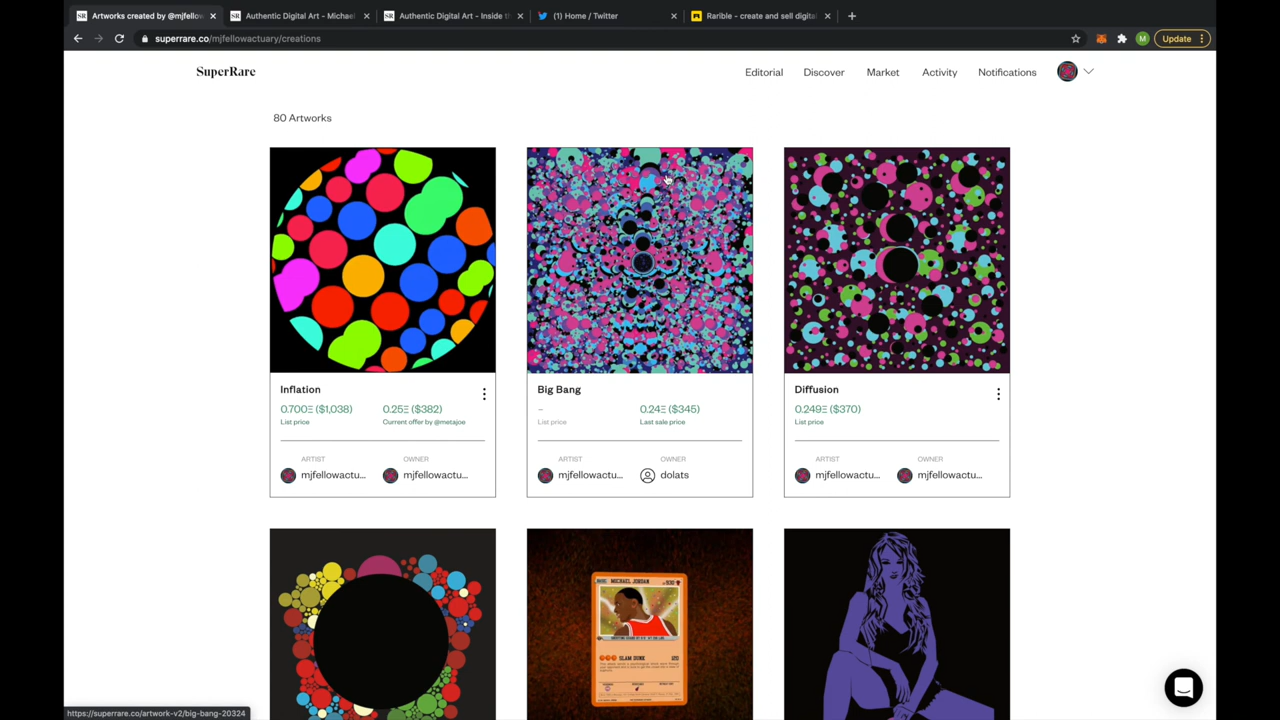 Artworks created by @mjfellow
Authentic Digital Art - Michael
Authentic Digital Art - Inside th
(1) Home / Twitter
Rarible - create and sell digital
superrare.co/mjfellowactuary/creations
M
Update
SuperRare
Editorial
Discover
Market
Activity
Notifications
80 Artworks
Inflation
0.700Ξ ($1,038)
0.25Ξ ($382)
List price
Current offer by @metajoe
ARTIST
OWNER
mjfellowactu...
mjfellowactu...
Big Bang
–
0.24Ξ ($345)
List price
Last sale price
ARTIST
OWNER
mjfellowactu...
dolats
Diffusion
0.249Ξ ($370)
List price
ARTIST
OWNER
mjfellowactu...
mjfellowactu...
MICHAEL JORDAN
SLAM DUNK
https://superrare.co/artwork-v2/big-bang-20324